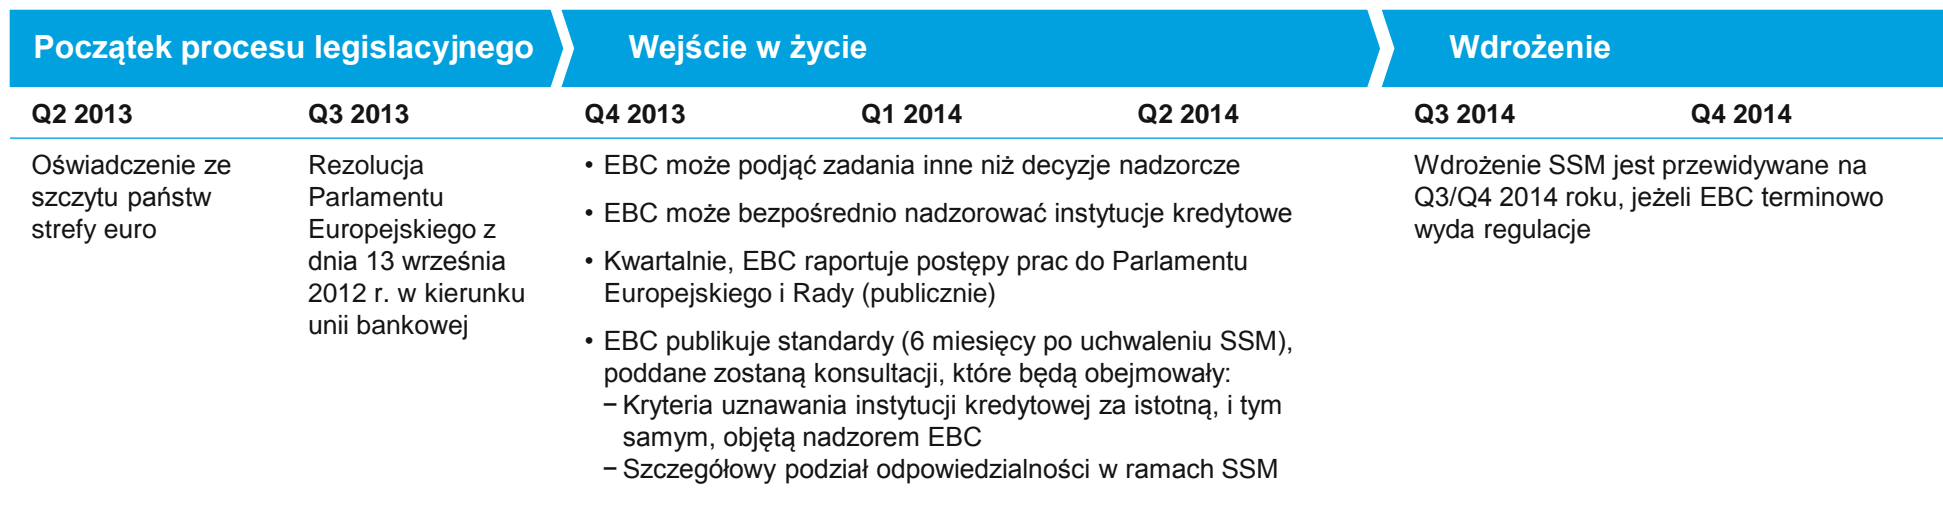 Początek procesu legislacyjnego
Wejście w życie
Wdrożenie
Q2 2013
Q3 2013
Q4 2013
Q1 2014
Q2 2014
Q3 2014
Q4 2014
Oświadczenie ze
szczytu państw
strefy euro
Rezolucja
Parlamentu
Europejskiego z
dnia 13 września
2012 r. w kierunku
unii bankowej
• EBC może podjąć zadania inne niż decyzje nadzorcze
• EBC może bezpośrednio nadzorować instytucje kredytowe
• Kwartalnie, EBC raportuje postępy prac do Parlamentu
Europejskiego i Rady (publicznie)
• EBC publikuje standardy (6 miesięcy po uchwaleniu SSM),
poddane zostaną konsultacji, które będą obejmowały:
− Kryteria uznawania instytucji kredytowej za istotną, i tym
samym, objętą nadzorem EBC
− Szczegółowy podział odpowiedzialności w ramach SSM
Wdrożenie SSM jest przewidywane na
Q3/Q4 2014 roku, jeżeli EBC terminowo
wyda regulacje